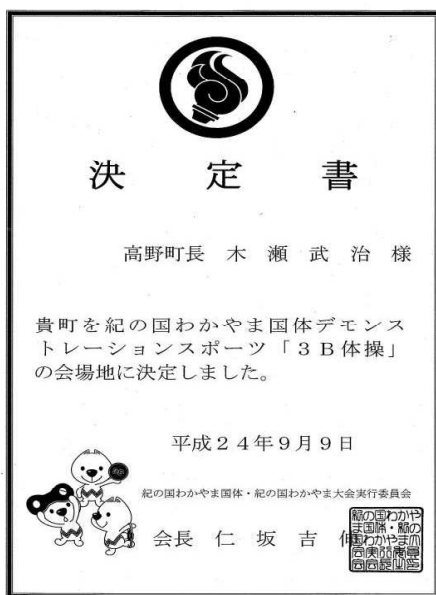 決定書
高野町長 木瀬武治様
貴町を紀の国わかやま国体デモンス
トレーションスポーツ「３Ｂ体操」
の会場地に決定しました。
平成２４年９月９日
紀の国わかやま国体・紀の国わかやま大会実行委員会
会長 仁坂吉伸